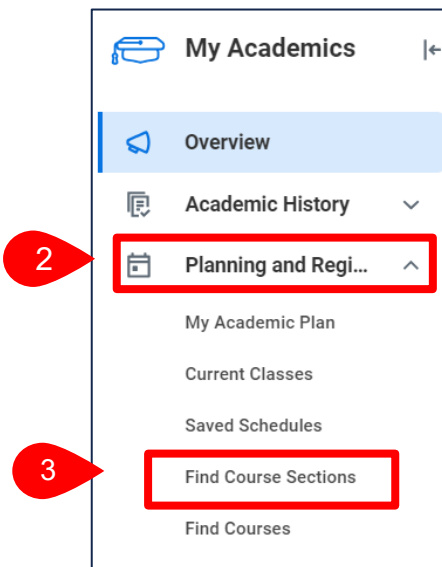 My Academics
Overview
Academic History
2
Planning and Regi...
My Academic Plan
Current Classes
Saved Schedules
3
Find Course Sections
Find Courses